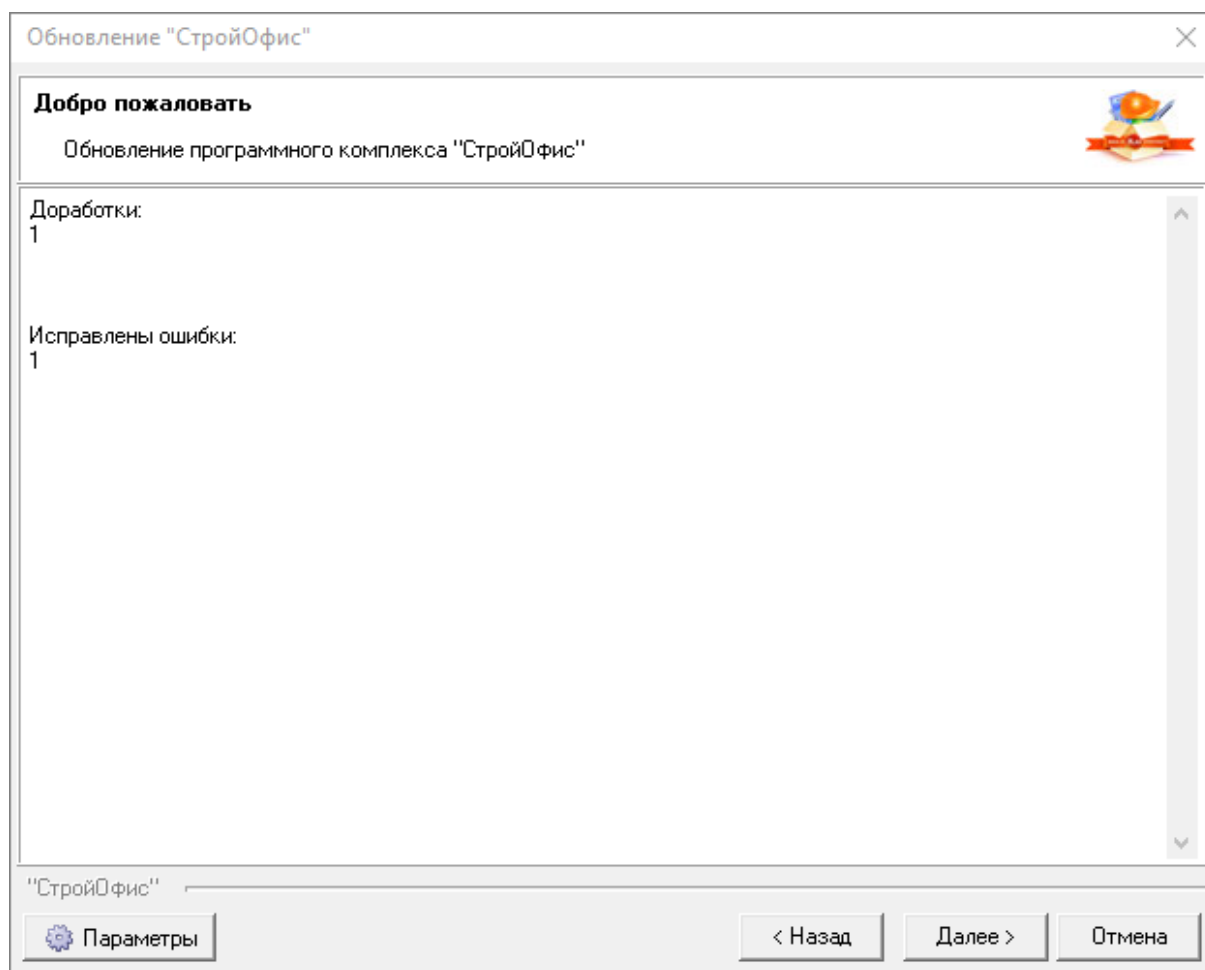 Обновление "СтройОфис"
Добро пожаловать
Обновление программного комплекса "СтройОфис"
Доработки:
1
Исправлены ошибки:
1
"СтройОфис"
Параметры
< Назад
Далее >
Отмена